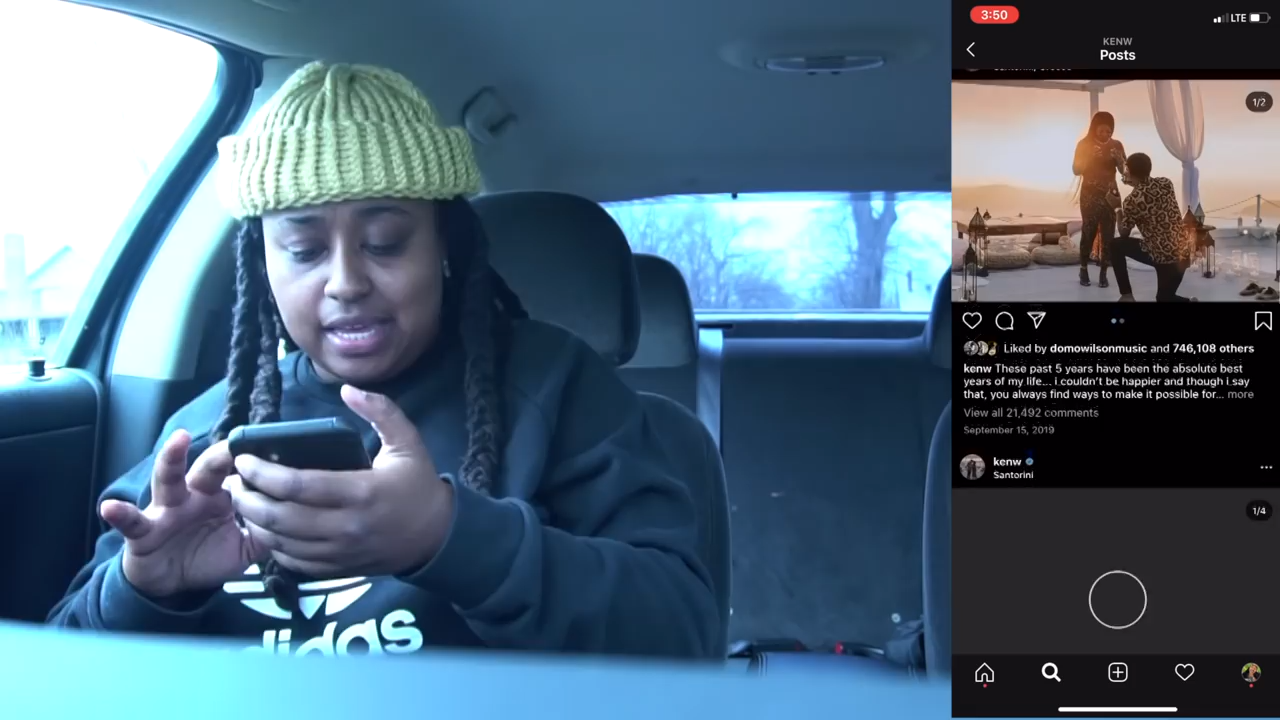 adidas
3:50
LTE
KENW
Posts
1/2
Liked by domowilsonmusic and 746,108 others
kenw These past 5 years have been the absolute best
years of my life... i couldn't be happier and though i say
that, you always find ways to make it possible for... more
View all 21,492 comments
September 15, 2019
kenw
Santorini
1/4